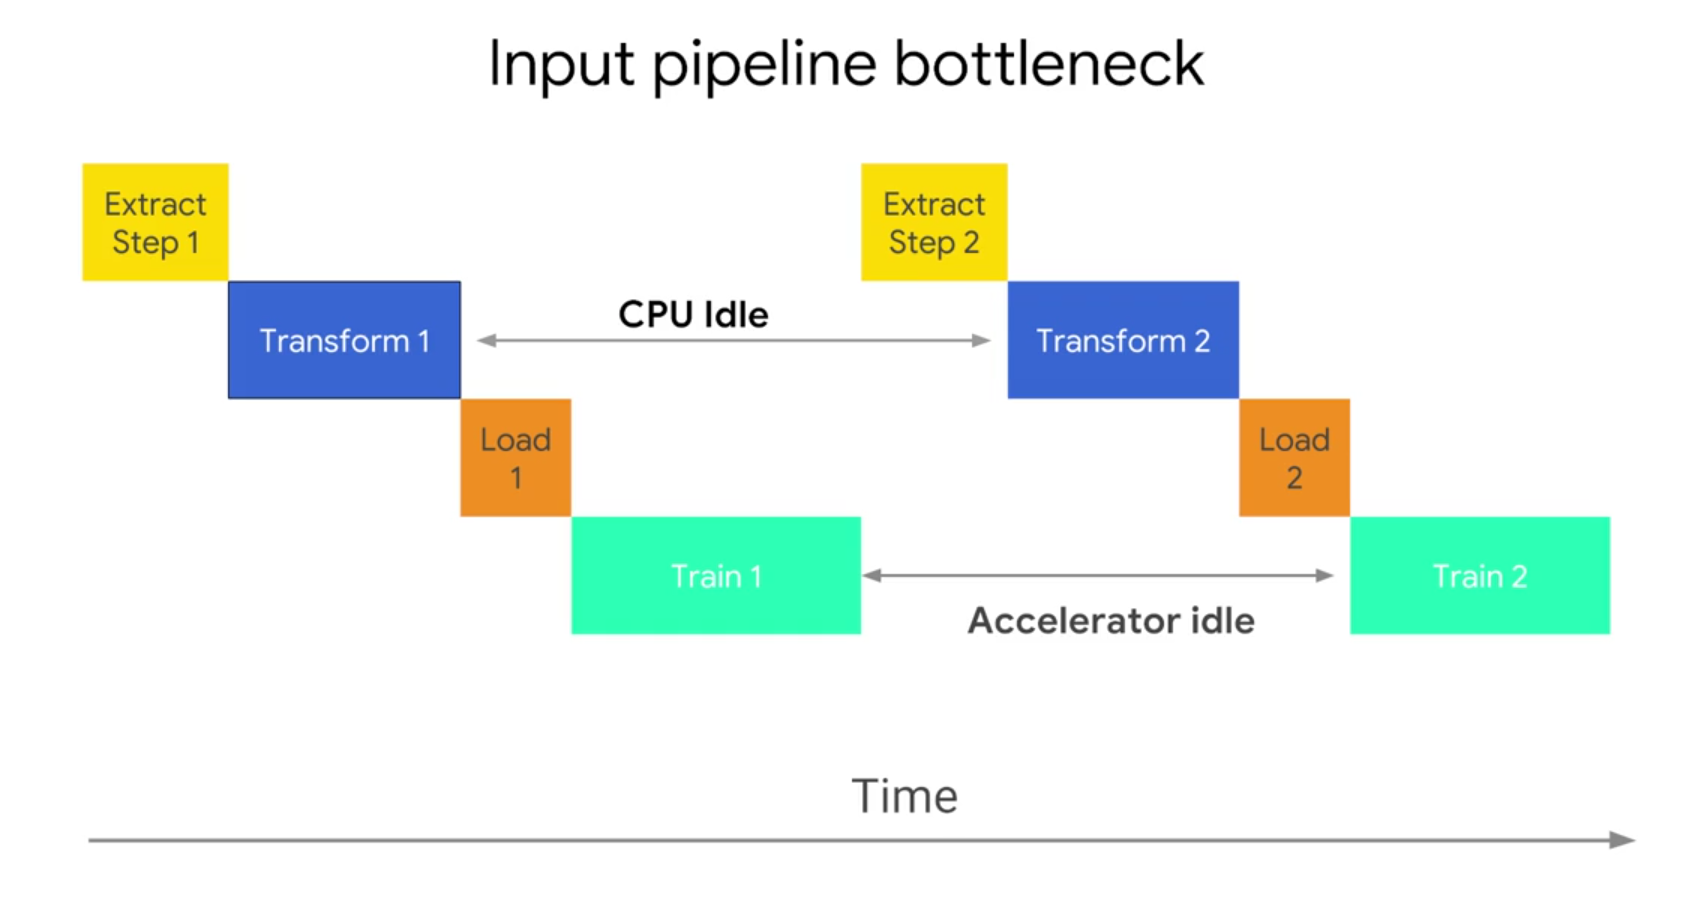 Input pipeline bottleneck
Extract
Step 1
Extract
Step 2
Transform 1
CPU Idle
Transform 2
Load
1
Load
2
Train 1
Accelerator idle
Train 2
Time